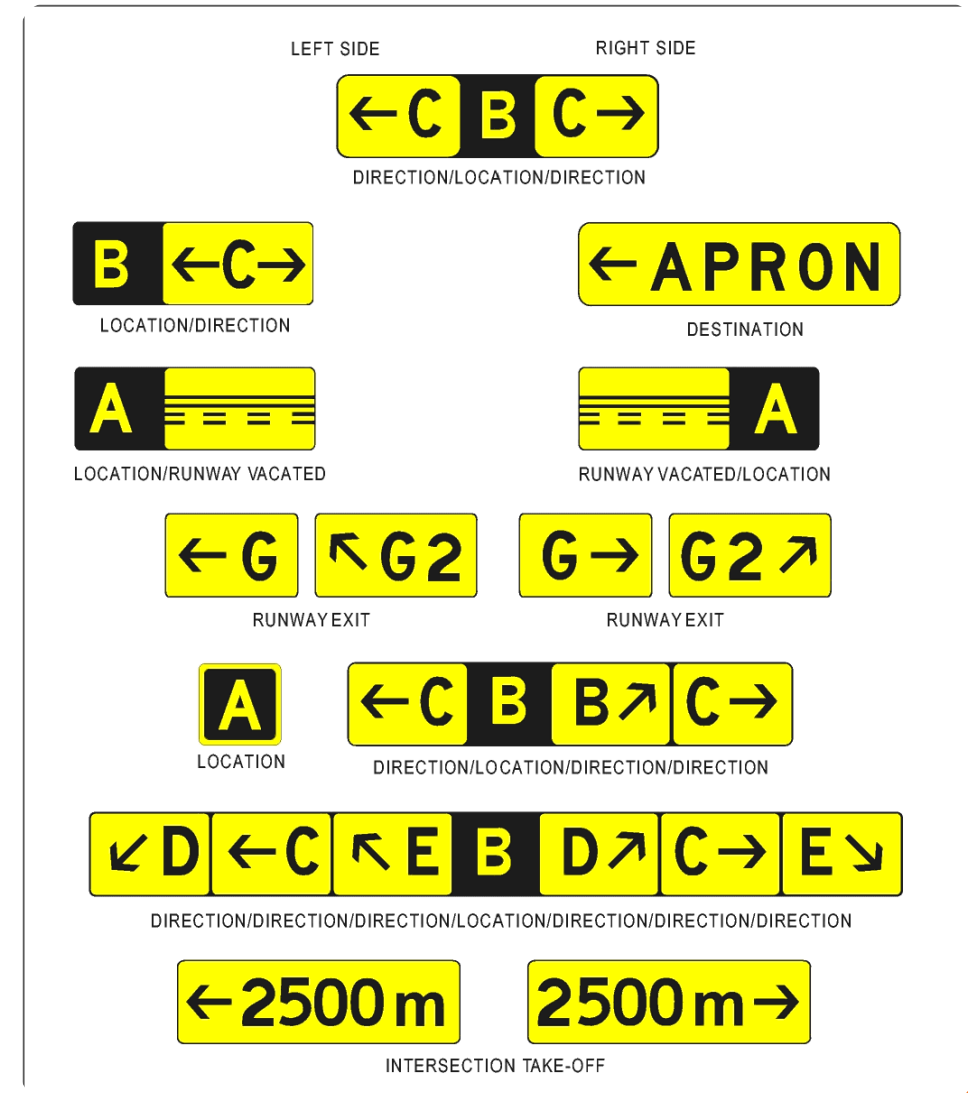 LEFT SIDE RIGHT SIDE
←C B C→
DIRECTION/LOCATION/DIRECTION
B ←C→ ←APRON
LOCATION/DIRECTION DESTINATION
A A
LOCATION/RUNWAY VACATED RUNWAY VACATED/LOCATION
←G ↖G2 G→ G2↗
RUNWAY EXIT RUNWAY EXIT
A ←C B B↗ C→
LOCATION DIRECTION/LOCATION/DIRECTION/DIRECTION
↙D ←C ↖E B D↗ C→ E↘
DIRECTION/DIRECTION/DIRECTION/LOCATION/DIRECTION/DIRECTION/DIRECTION
←2500 m 2500 m→
INTERSECTION TAKE-OFF